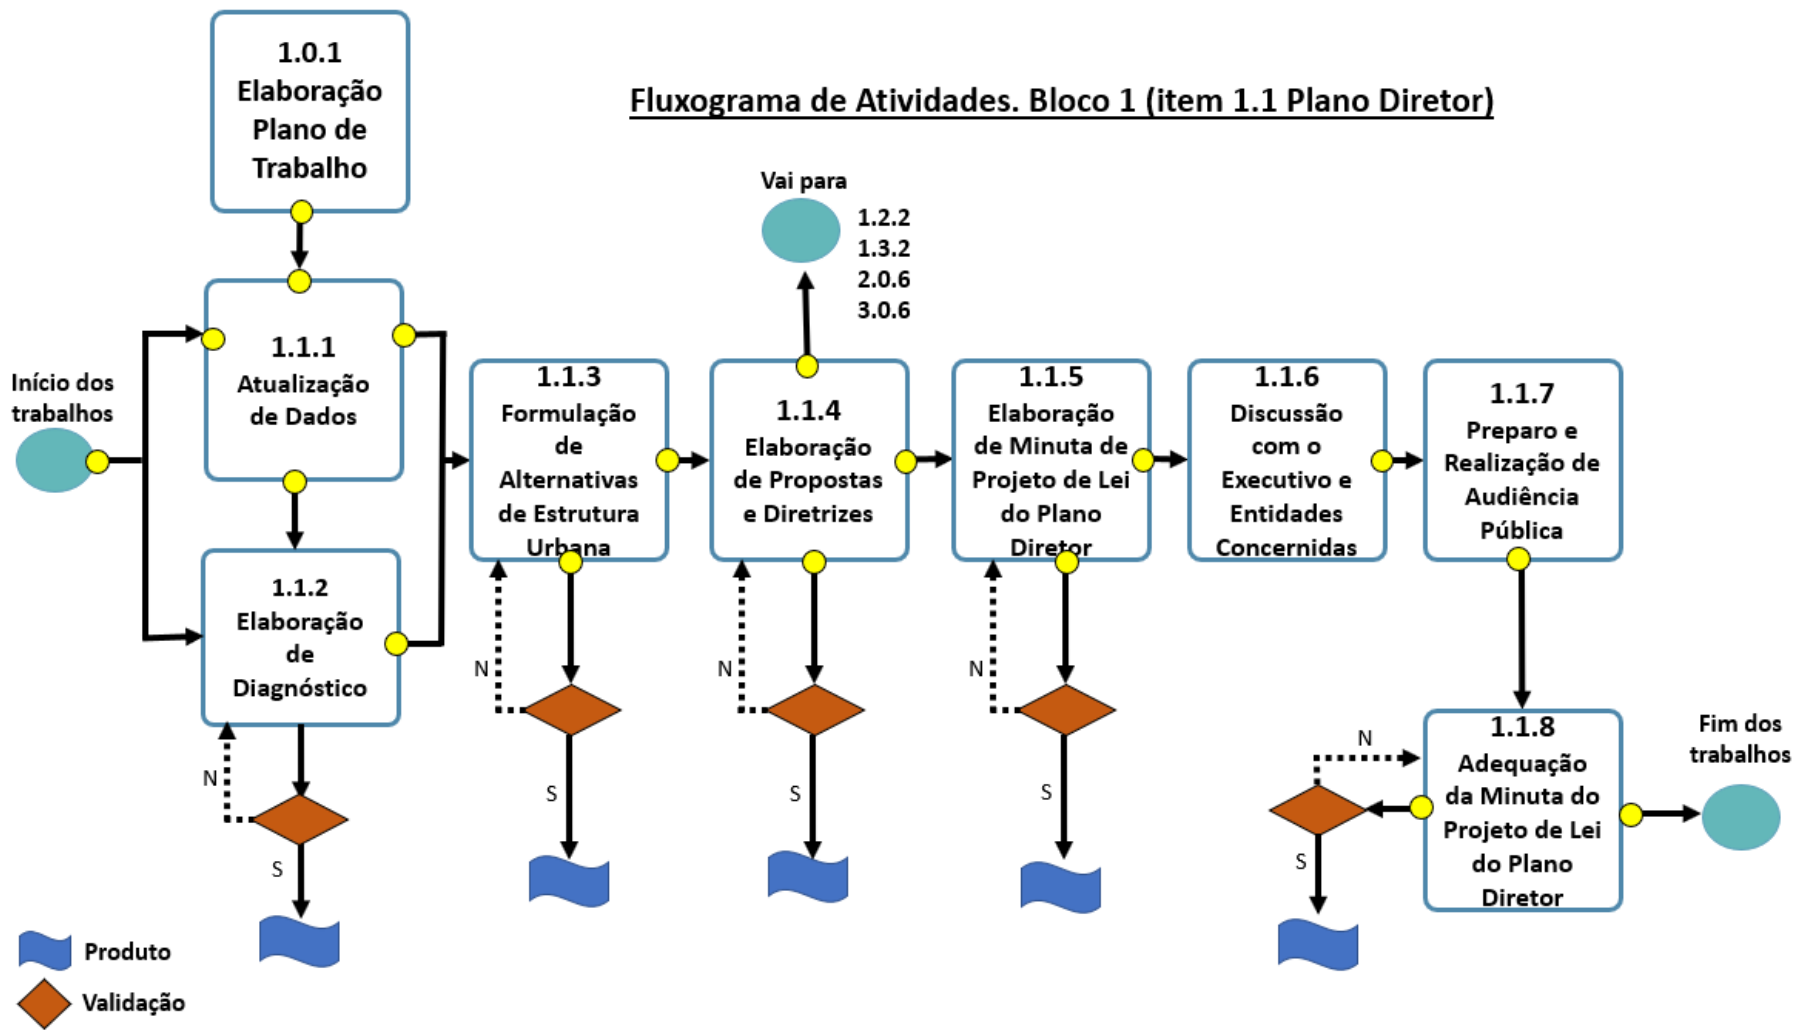 1.0.1
Elaboração
Plano de
Trabalho
Fluxograma de Atividades. Bloco 1 (item 1.1 Plano Diretor)
Vai para
1.2.2
1.3.2
2.0.6
3.0.6
Início dos
trabalhos
1.1.1
Atualização
de Dados
1.1.2
Elaboração
de
Diagnóstico
N
S
1.1.3
Formulação
de
Alternativas
de Estrutura
Urbana
N
S
1.1.4
Elaboração
de Propostas
e Diretrizes
N
S
1.1.5
Elaboração
de Minuta de
Projeto de Lei
do Plano
Diretor
N
S
1.1.6
Discussão
com o
Executivo e
Entidades
Concernidas
1.1.7
Preparo e
Realização de
Audiência
Pública
1.1.8
Adequação
da Minuta do
Projeto de Lei
do Plano
Diretor
N
S
Fim dos
trabalhos
Produto
Validação